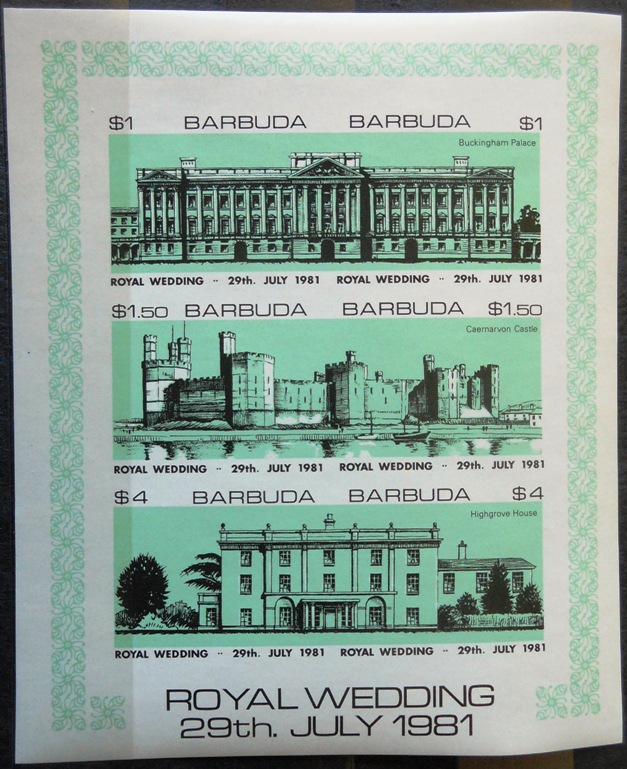 $1 BARBUDA BARBUDA $1
Buckingham Palace
ROYAL WEDDING ·· 29th. JULY 1981 ROYAL WEDDING ·· 29th. JULY 1981
$1.50 BARBUDA BARBUDA $1.50
Caernarvon Castle
ROYAL WEDDING ·· 29th. JULY 1981 ROYAL WEDDING ·· 29th. JULY 1981
$4 BARBUDA BARBUDA $4
Highgrove House
ROYAL WEDDING ·· 29th. JULY 1981 ROYAL WEDDING ·· 29th. JULY 1981
ROYAL WEDDING
29th. JULY 1981